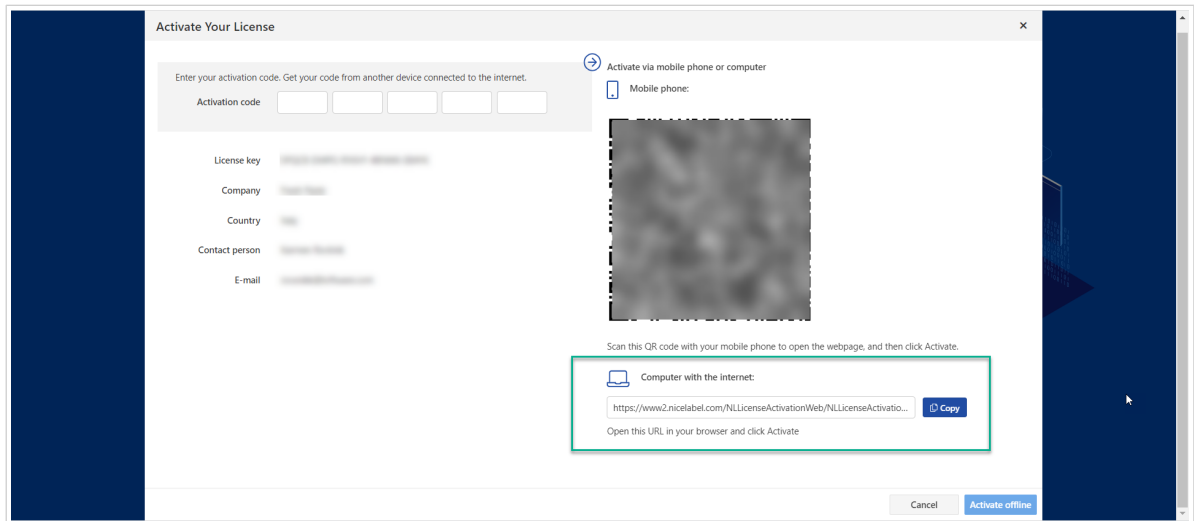 Activate Your License
Enter your activation code. Get your code from another device connected to the internet.
Activation code
License key
Company
Country
Contact person
E-mail
Activate via mobile phone or computer
Mobile phone:
Scan this QR code with your mobile phone to open the webpage, and then click Activate.
Computer with the internet:
https://www2.nicelabel.com/NLLicenseActivationWeb/NLLicenseActivatio...
Copy
Open this URL in your browser and click Activate
Cancel
Activate offline